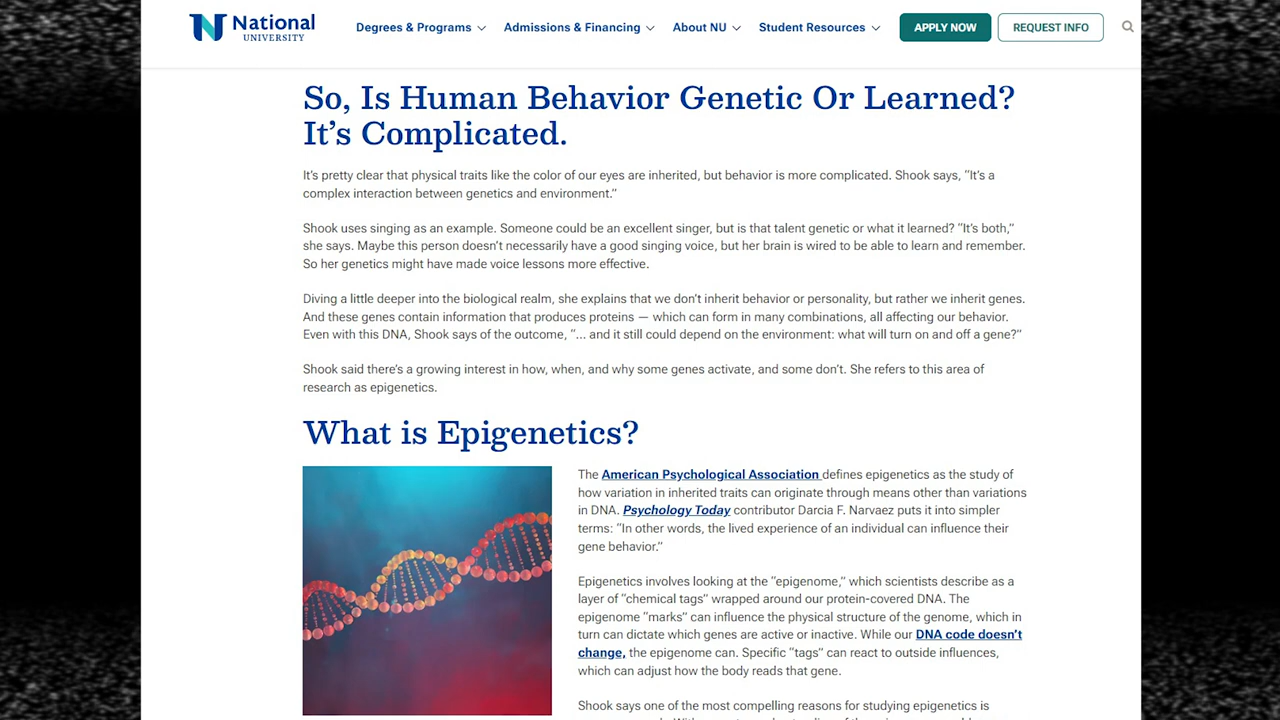 National
UNIVERSITY
Degrees & Programs
Admissions & Financing
About NU
Student Resources
APPLY NOW
REQUEST INFO
So, Is Human Behavior Genetic Or Learned?
It's Complicated.
It's pretty clear that physical traits like the color of our eyes are inherited, but behavior is more complicated. Shook says, "It's a
complex interaction between genetics and environment."
Shook uses singing as an example. Someone could be an excellent singer, but is that talent genetic or what it learned? "It's both,"
she says. Maybe this person doesn't necessarily have a good singing voice, but her brain is wired to be able to learn and remember.
So her genetics might have made voice lessons more effective.
Diving a little deeper into the biological realm, she explains that we don't inherit behavior or personality, but rather we inherit genes.
And these genes contain information that produces proteins — which can form in many combinations, all affecting our behavior.
Even with this DNA, Shook says of the outcome, "... and it still could depend on the environment: what will turn on and off a gene?"
Shook said there's a growing interest in how, when, and why some genes activate, and some don't. She refers to this area of
research as epigenetics.
What is Epigenetics?
The American Psychological Association defines epigenetics as the study of
how variation in inherited traits can originate through means other than variations
in DNA. Psychology Today contributor Darcia F. Narvaez puts it into simpler
terms: "In other words, the lived experience of an individual can influence their
gene behavior."
Epigenetics involves looking at the "epigenome," which scientists describe as a
layer of "chemical tags" wrapped around our protein-covered DNA. The
epigenome "marks" can influence the physical structure of the genome, which in
turn can dictate which genes are active or inactive. While our DNA code doesn't
change, the epigenome can. Specific "tags" can react to outside influences,
which can adjust how the body reads that gene.
Shook says one of the most compelling reasons for studying epigenetics is